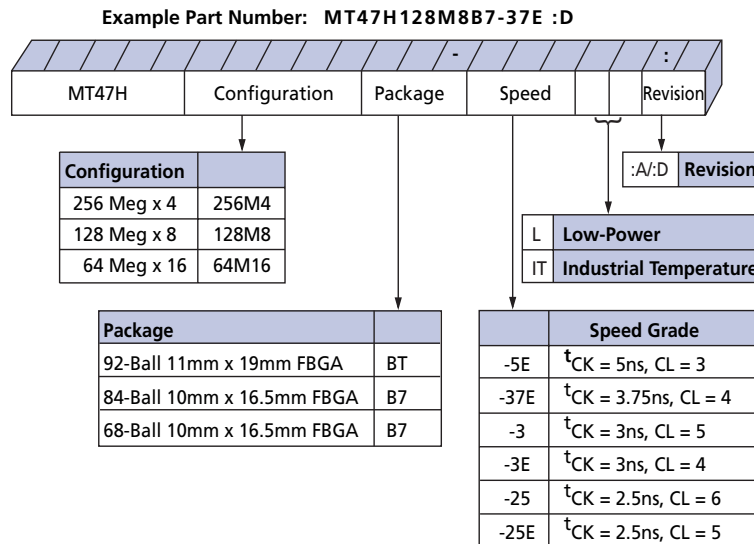 Example Part Number: MT47H128M8B7-37E :D
- :
MT47H Configuration Package Speed Revision
Configuration
256 Meg x 4 256M4
128 Meg x 8 128M8
64 Meg x 16 64M16
:A/:D Revision
L Low-Power
IT Industrial Temperature
Package
92-Ball 11mm x 19mm FBGA BT
84-Ball 10mm x 16.5mm FBGA B7
68-Ball 10mm x 16.5mm FBGA B7
Speed Grade
-5E tCK = 5ns, CL = 3
-37E tCK = 3.75ns, CL = 4
-3 tCK = 3ns, CL = 5
-3E tCK = 3ns, CL = 4
-25 tCK = 2.5ns, CL = 6
-25E tCK = 2.5ns, CL = 5